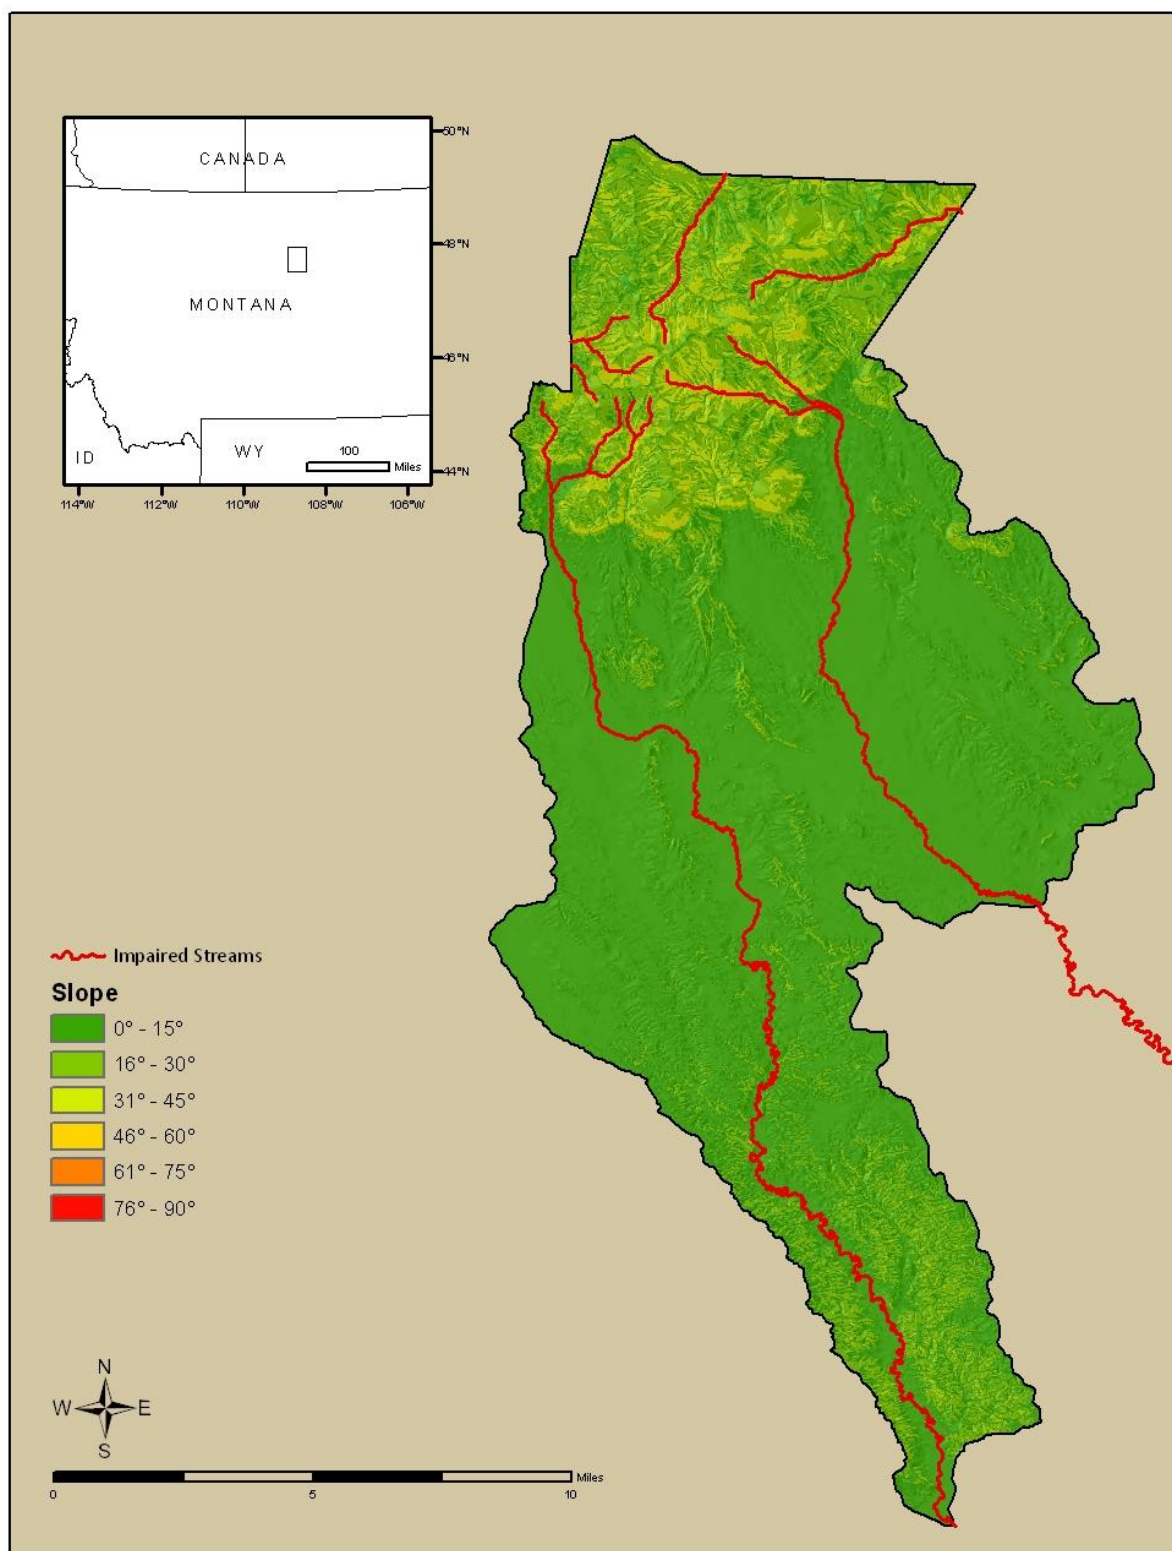 50°N
CANADA
48°N
MONTANA
46°N
ID
WY
100
Miles
44°N
114°W 112°W 110°W 108°W 106°W
Impaired Streams
Slope
0° - 15°
16° - 30°
31° - 45°
46° - 60°
61° - 75°
76° - 90°
N
W E
S
Miles
0 5 10